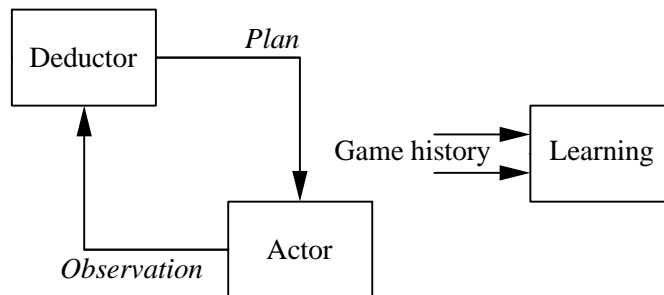 Plan
Deductor
Game history
Learning
Actor
Observation